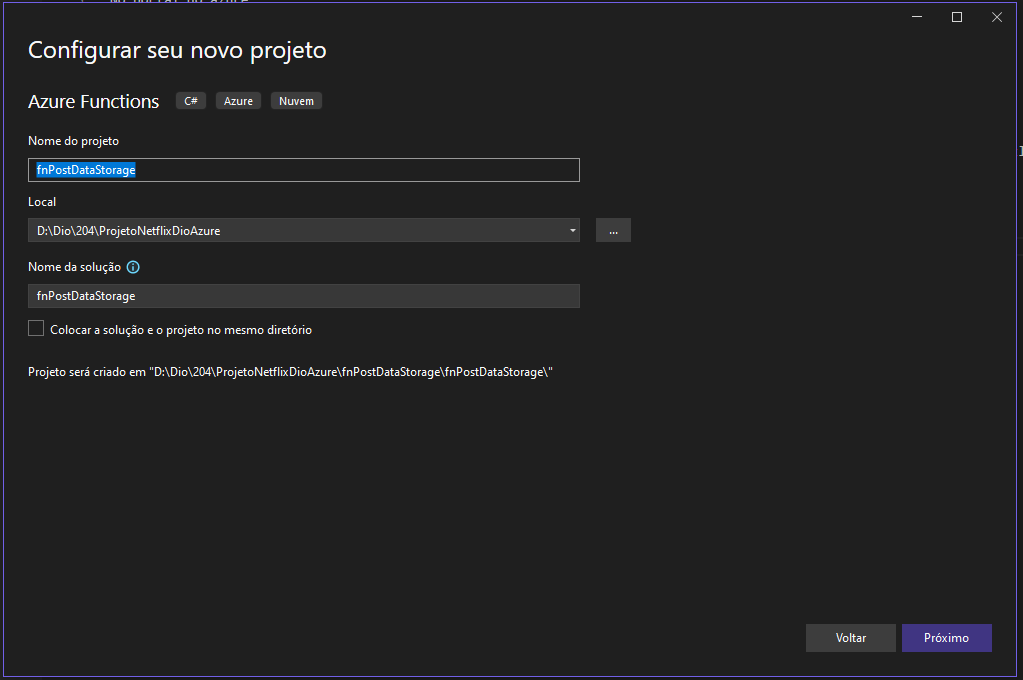 Configurar seu novo projeto
Azure Functions C# Azure Nuvem
Nome do projeto
fnPostDataStorage
Local
D:\Dio\204\ProjetoNetflixDioAzure
...
Nome da solução
fnPostDataStorage
Colocar a solução e o projeto no mesmo diretório
Projeto será criado em "D:\Dio\204\ProjetoNetflixDioAzure\fnPostDataStorage\fnPostDataStorage\"
Voltar Próximo